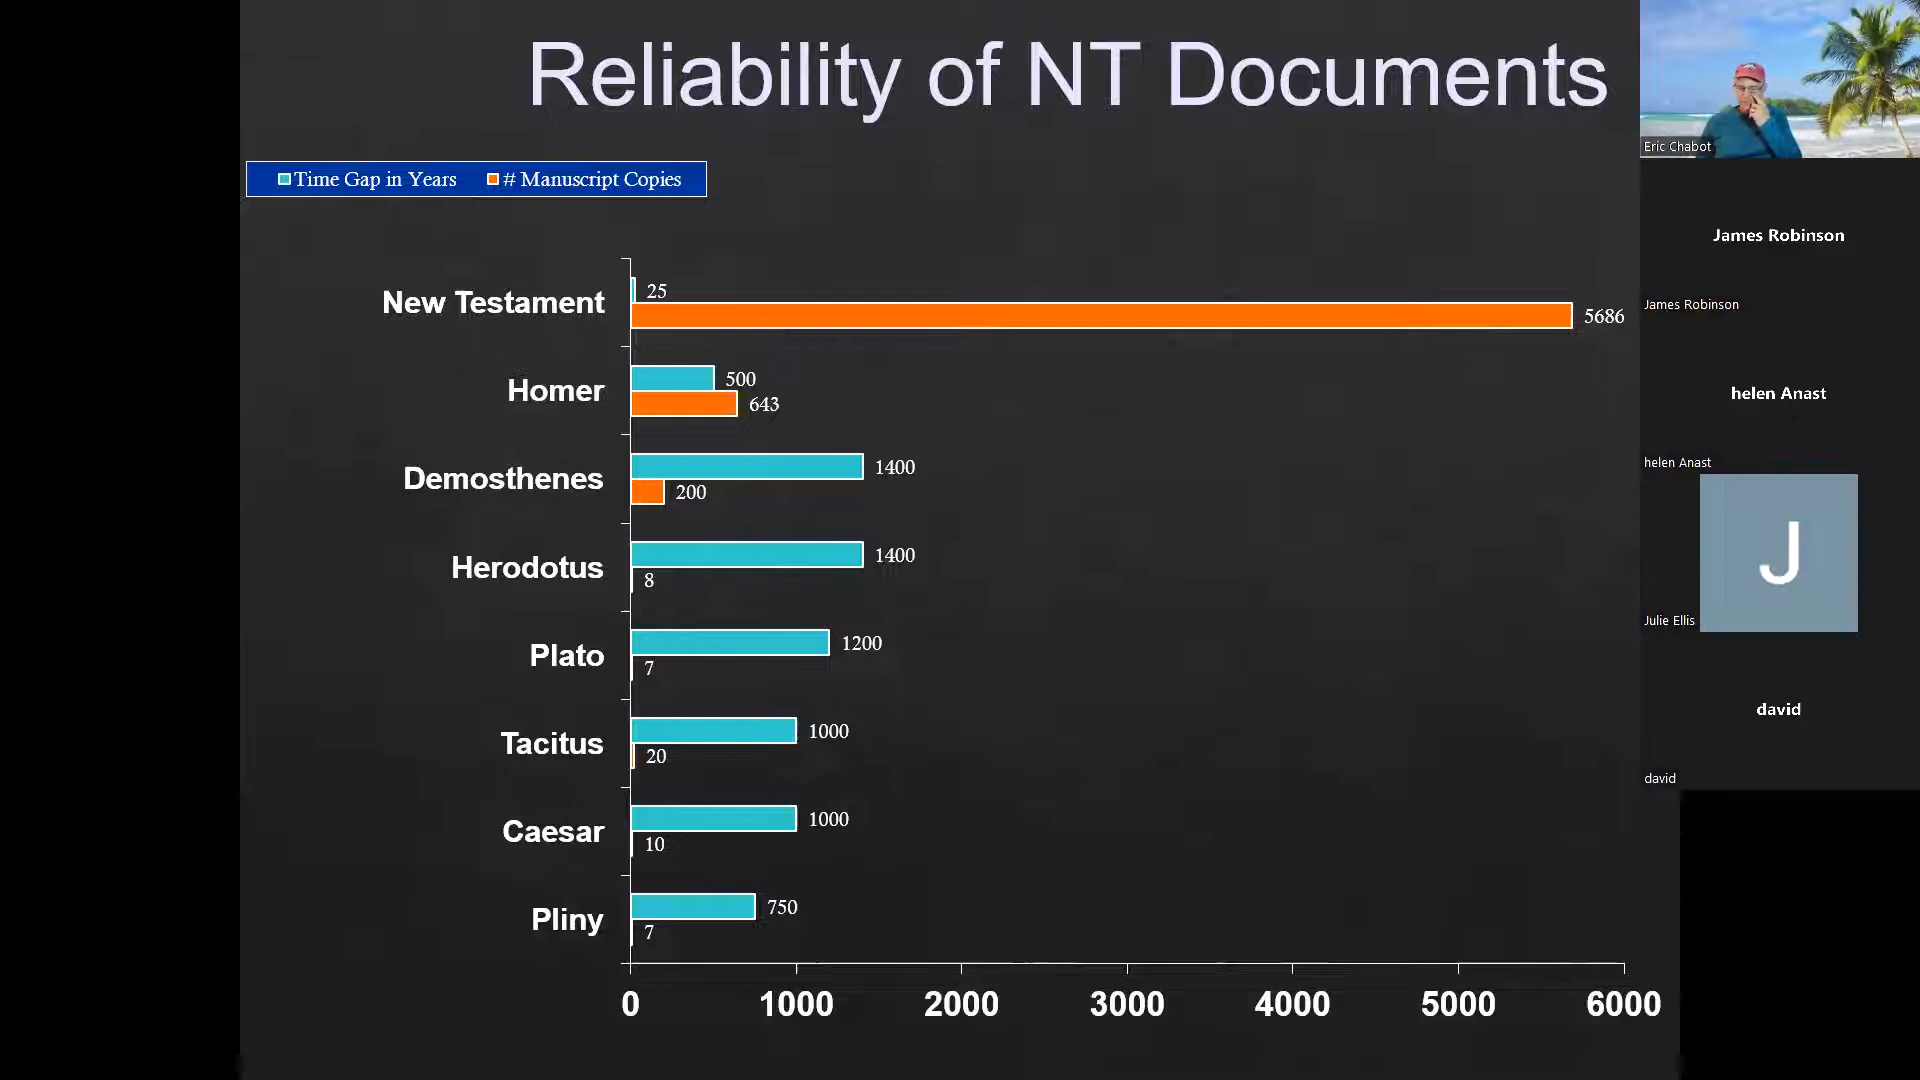 Reliability of NT Documents
Time Gap in Years # Manuscript Copies
New Testament 25
5686
Homer 500
643
Demosthenes 1400
200
Herodotus 1400
8
Plato 1200
7
Tacitus 1000
20
Caesar 1000
10
Pliny 750
7
0 1000 2000 3000 4000 5000 6000
Eric Chabot
James Robinson
James Robinson
helen Anast
helen Anast
J
Julie Ellis
david
david